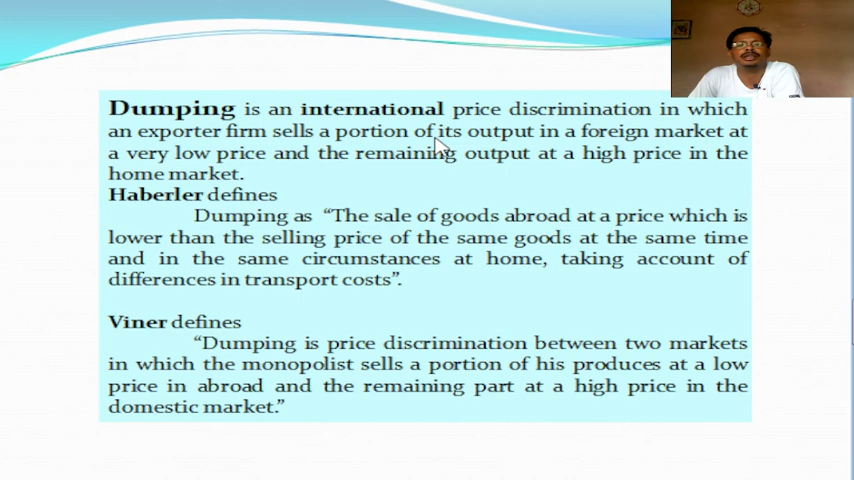 Dumping is an international price discrimination in which
an exporter firm sells a portion of its output in a foreign market at
a very low price and the remaining output at a high price in the
home market.
Haberler defines
Dumping as “The sale of goods abroad at a price which is
lower than the selling price of the same goods at the same time
and in the same circumstances at home, taking account of
differences in transport costs”.
Viner defines
“Dumping is price discrimination between two markets
in which the monopolist sells a portion of his produces at a low
price in abroad and the remaining part at a high price in the
domestic market.”